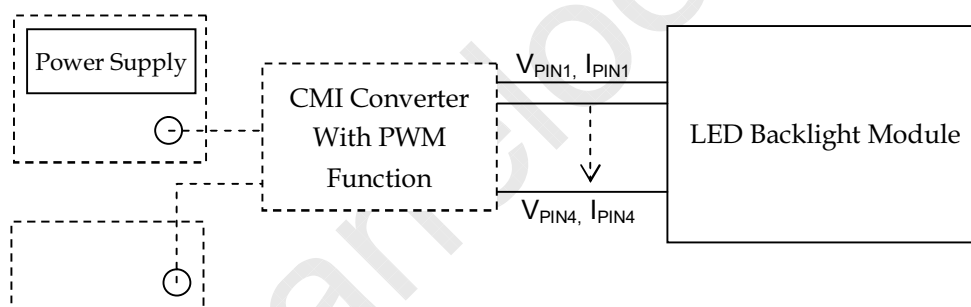 Power Supply
CMI Converter
With PWM
Function
VPIN1, IPIN1
VPIN4, IPIN4
LED Backlight Module